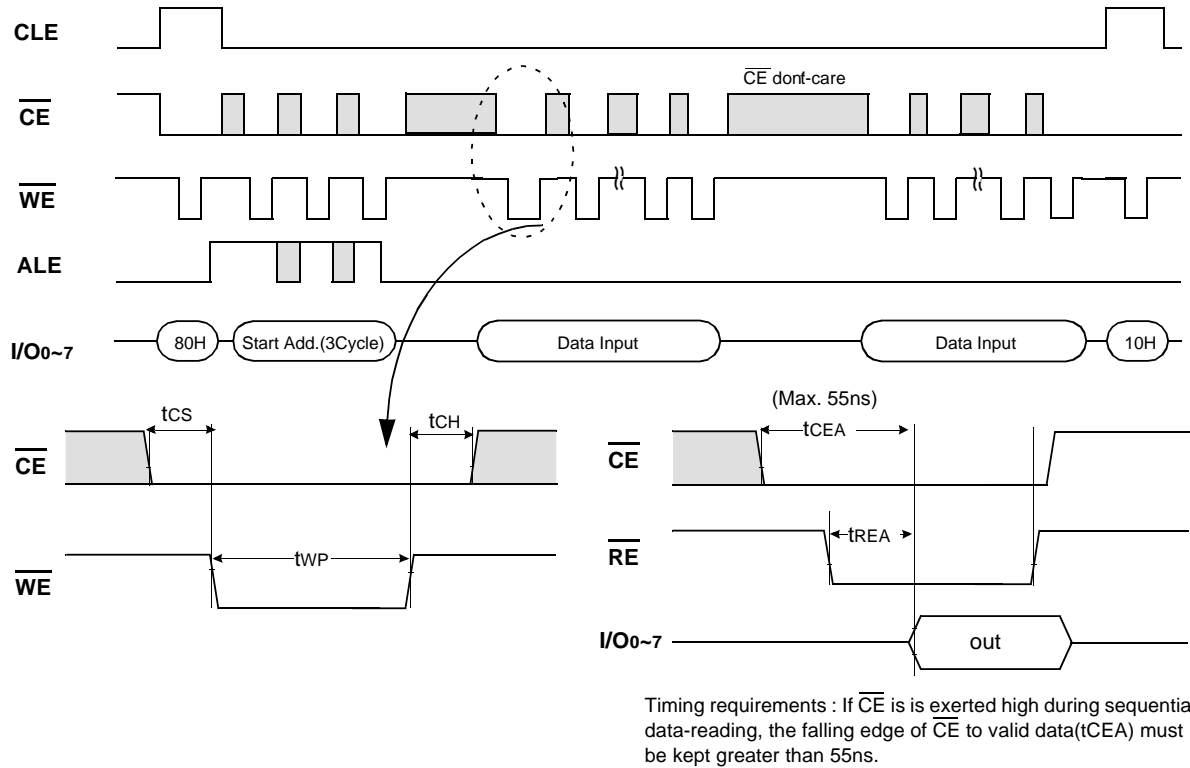 CLE
CE dont-care
CE
WE
ALE
I/O0~7
80H
Start Add.(3Cycle)
Data Input
Data Input
10H
tCS
tCH
CE
tWP
WE
(Max. 55ns)
tCEA
CE
tREA
RE
I/O0~7
out
Timing requirements : If CE is is exerted high during sequentia
data-reading, the falling edge of CE to valid data(tCEA) must
be kept greater than 55ns.